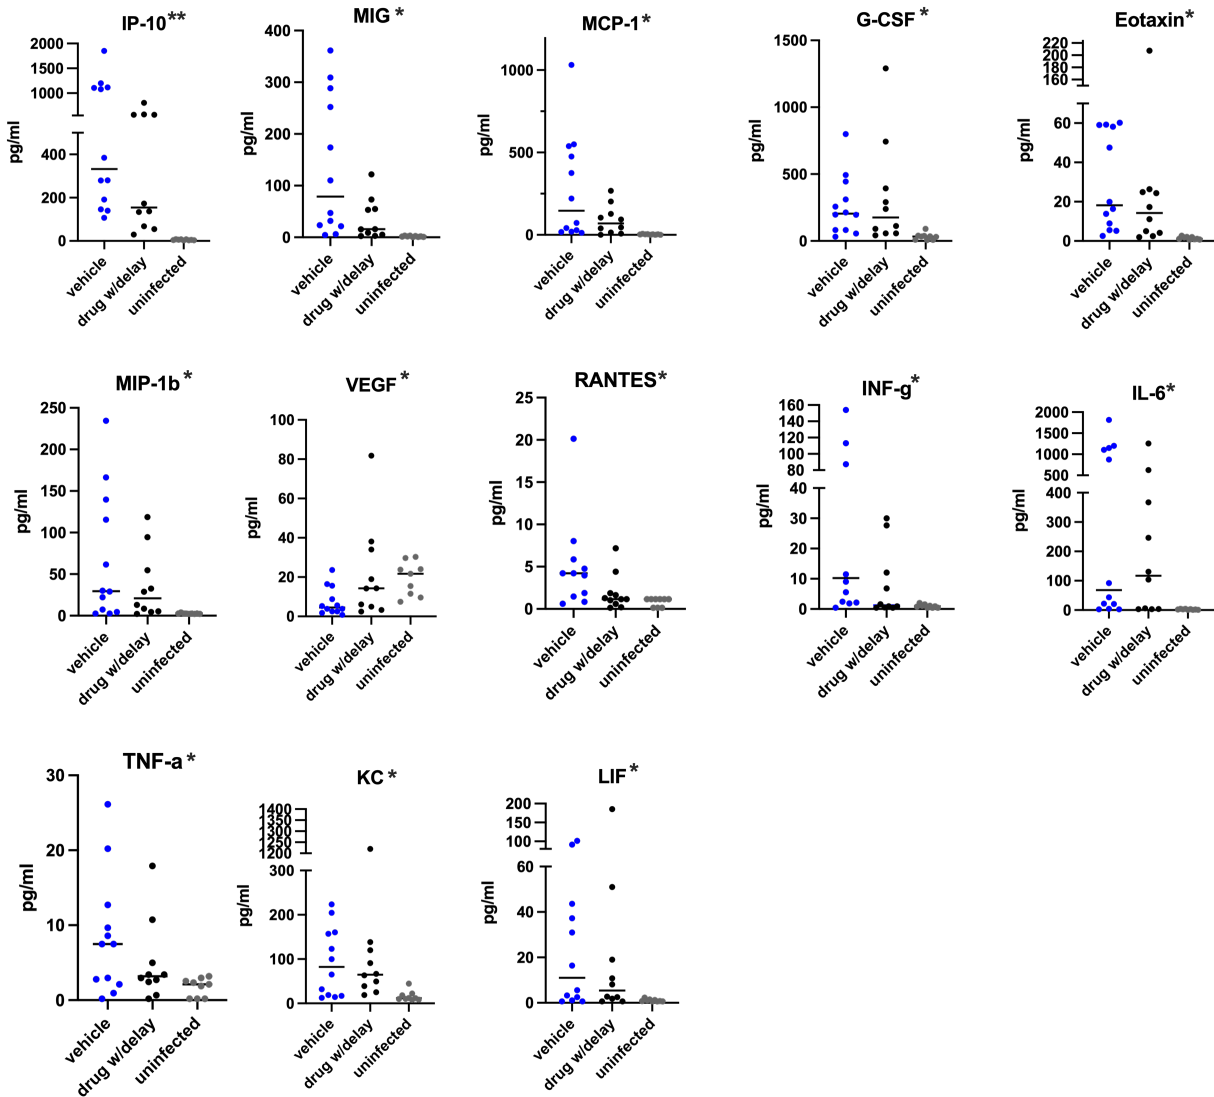 IP-10**
MIG *
MCP-1*
G-CSF *
Eotaxin*
pg/ml
2000
1500
1000
400
200
0
vehicle
drug w/delay
uninfected
pg/ml
400
300
200
100
0
vehicle
drug w/delay
uninfected
pg/ml
1000
500
0
vehicle
drug w/delay
uninfected
pg/ml
1500
1000
500
0
vehicle
drug w/delay
uninfected
pg/ml
220
200
180
160
60
40
20
0
vehicle
drug w/delay
uninfected
MIP-1b *
VEGF *
RANTES*
INF-g*
IL-6*
pg/ml
250
200
150
100
50
0
vehicle
drug w/delay
uninfected
pg/ml
100
80
60
40
20
0
vehicle
drug w/delay
uninfected
pg/ml
25
20
15
10
5
0
vehicle
drug w/delay
uninfected
pg/ml
160
140
120
100
80
40
30
20
10
0
vehicle
drug w/delay
uninfected
pg/ml
2000
1500
1000
500
400
300
200
100
0
vehicle
drug w/delay
uninfected
TNF-a *
KC *
LIF *
pg/ml
30
20
10
0
vehicle
drug w/delay
uninfected
pg/ml
1400
1350
1300
1250
1200
300
200
100
0
vehicle
drug w/delay
uninfected
pg/ml
200
100
60
40
20
0
vehicle
drug w/delay
uninfected